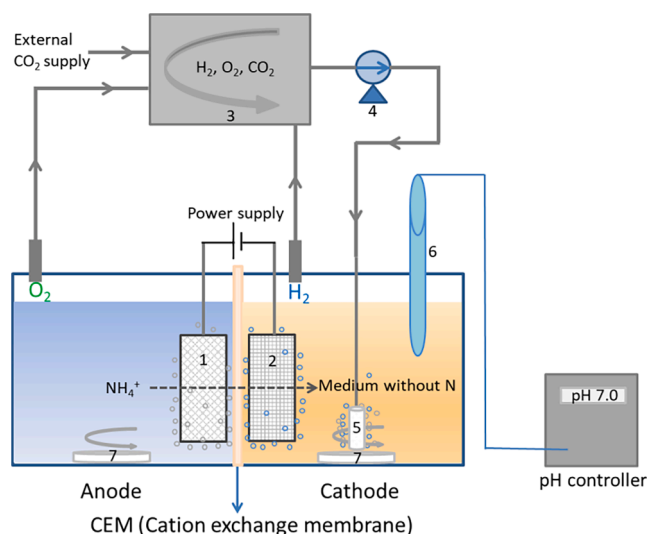 External
CO₂ supply
H₂, O₂, CO₂
3
4
Power supply
6
O₂
H₂
1
2
NH₄⁺
Medium without N
5
7
7
pH 7.0
Anode
Cathode
pH controller
CEM (Cation exchange membrane)